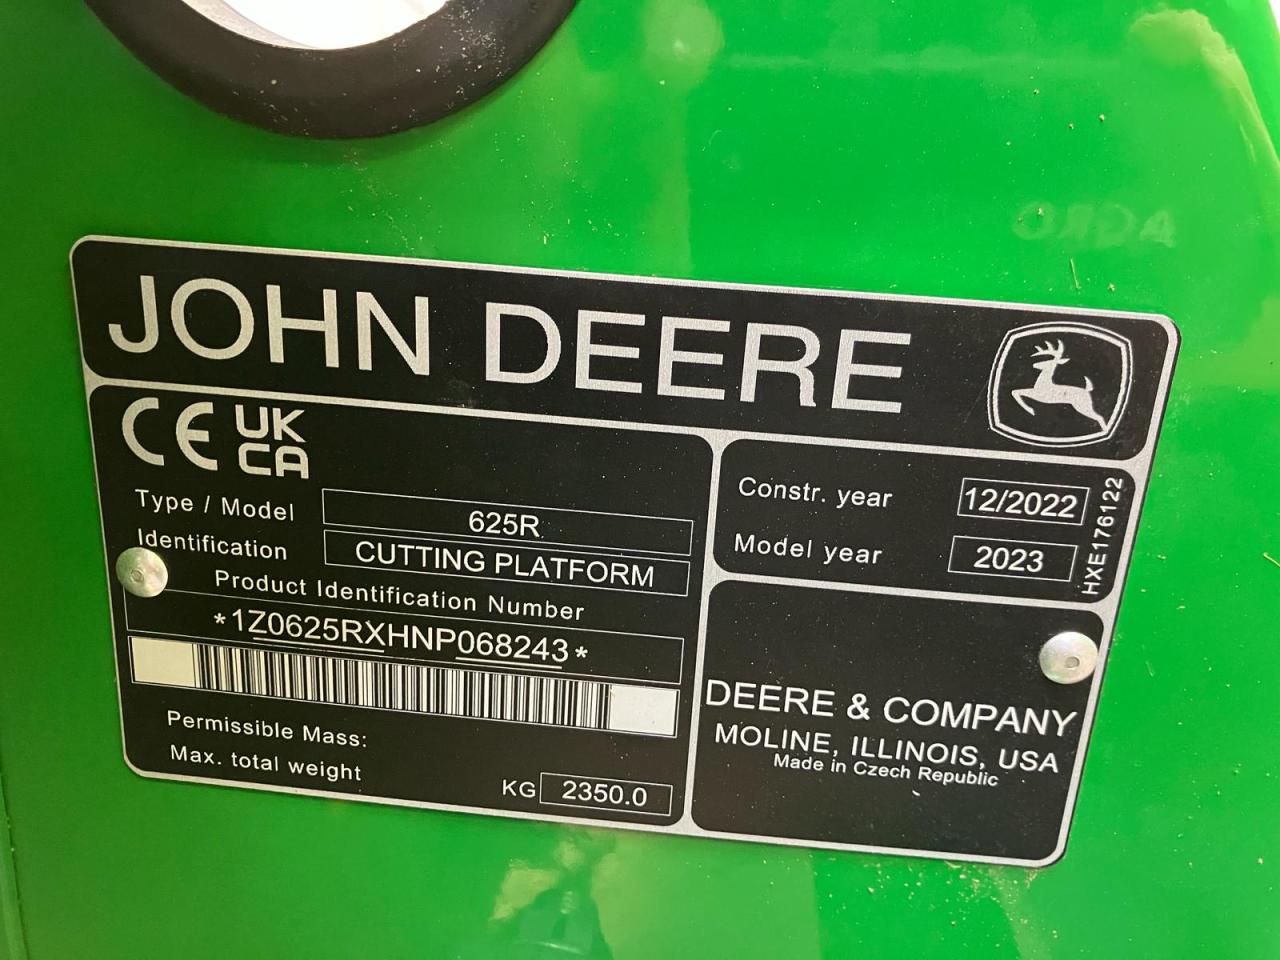 JOHN DEERE
CE UK
CA
Type / Model 625R
Identification CUTTING PLATFORM
Product Identification Number
*1Z0625RXHNP068243*
Permissible Mass:
Max. total weight KG 2350.0
Constr. year 12/2022
Model year 2023
HXE176122
DEERE & COMPANY
MOLINE, ILLINOIS, USA
Made in Czech Republic
AGRO